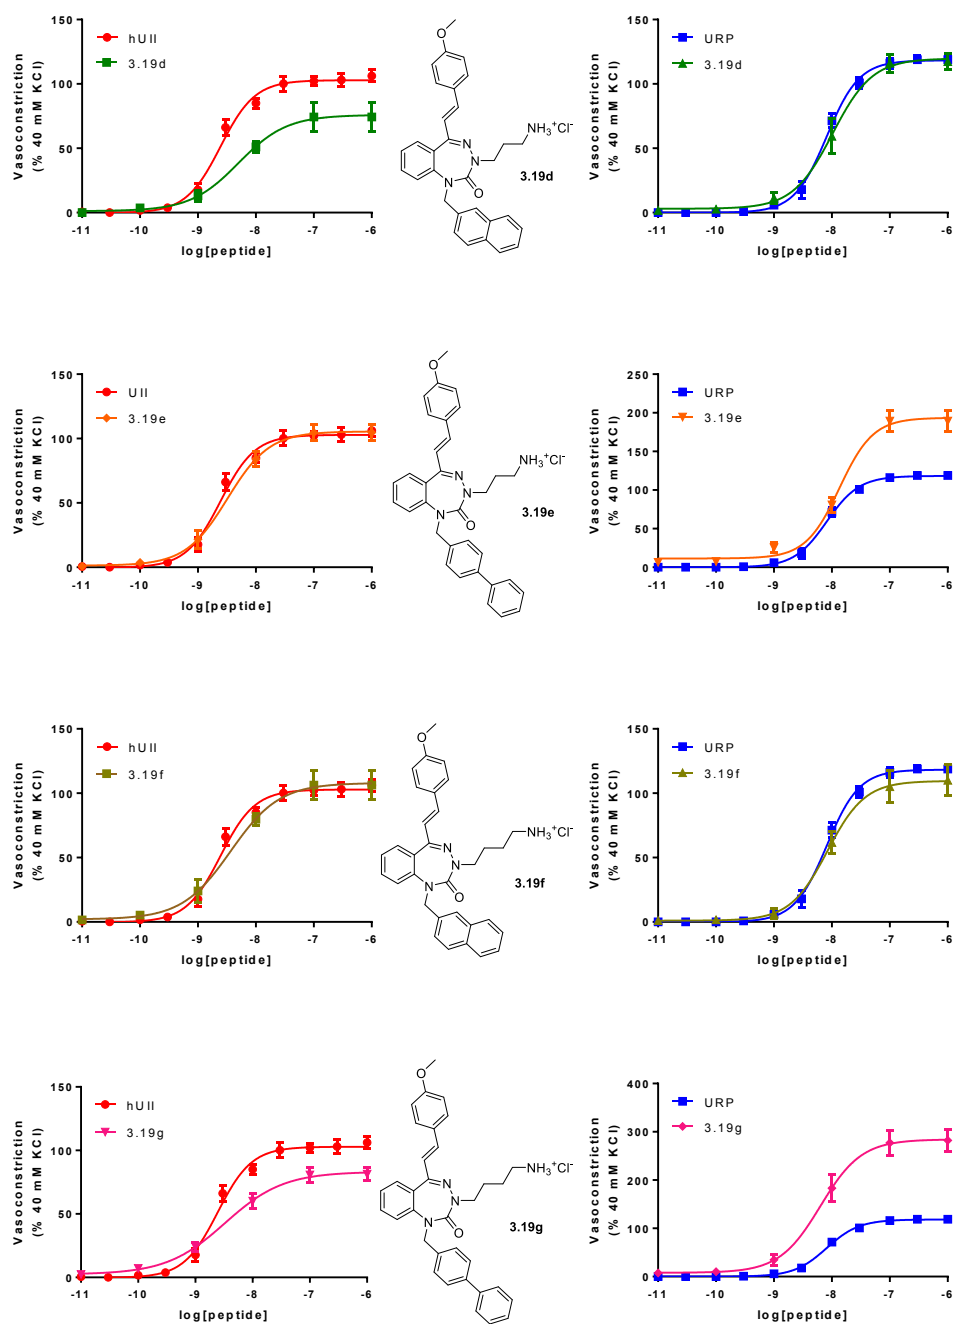 Vasoconstriction
(% 40 mM KCl)
150
100
50
0
hUII
3.19d
-11 -10 -9 -8 -7 -6
log[peptide]
O
N
N
N
O
NH3+Cl-
3.19d
Vasoconstriction
(% 40 mM KCl)
150
100
50
0
URP
3.19d
-11 -10 -9 -8 -7 -6
log[peptide]
Vasoconstriction
(% 40 mM KCl)
150
100
50
0
UII
3.19e
-11 -10 -9 -8 -7 -6
log[peptide]
O
N
N
N
O
NH3+Cl-
3.19e
Vasoconstriction
(% 40 mM KCl)
250
200
150
100
50
0
URP
3.19e
-11 -10 -9 -8 -7 -6
log[peptide]
Vasoconstriction
(% 40 mM KCl)
150
100
50
0
hUII
3.19f
-11 -10 -9 -8 -7 -6
log[peptide]
O
N
N
N
O
NH3+Cl-
3.19f
Vasoconstriction
(% 40 mM KCl)
150
100
50
0
URP
3.19f
-11 -10 -9 -8 -7 -6
log[peptide]
Vasoconstriction
(% 40 mM KCl)
150
100
50
0
hUII
3.19g
-11 -10 -9 -8 -7 -6
log[peptide]
O
N
N
N
O
NH3+Cl-
3.19g
Vasoconstriction
(% 40 mM KCl)
400
300
200
100
0
URP
3.19g
-11 -10 -9 -8 -7 -6
log[peptide]